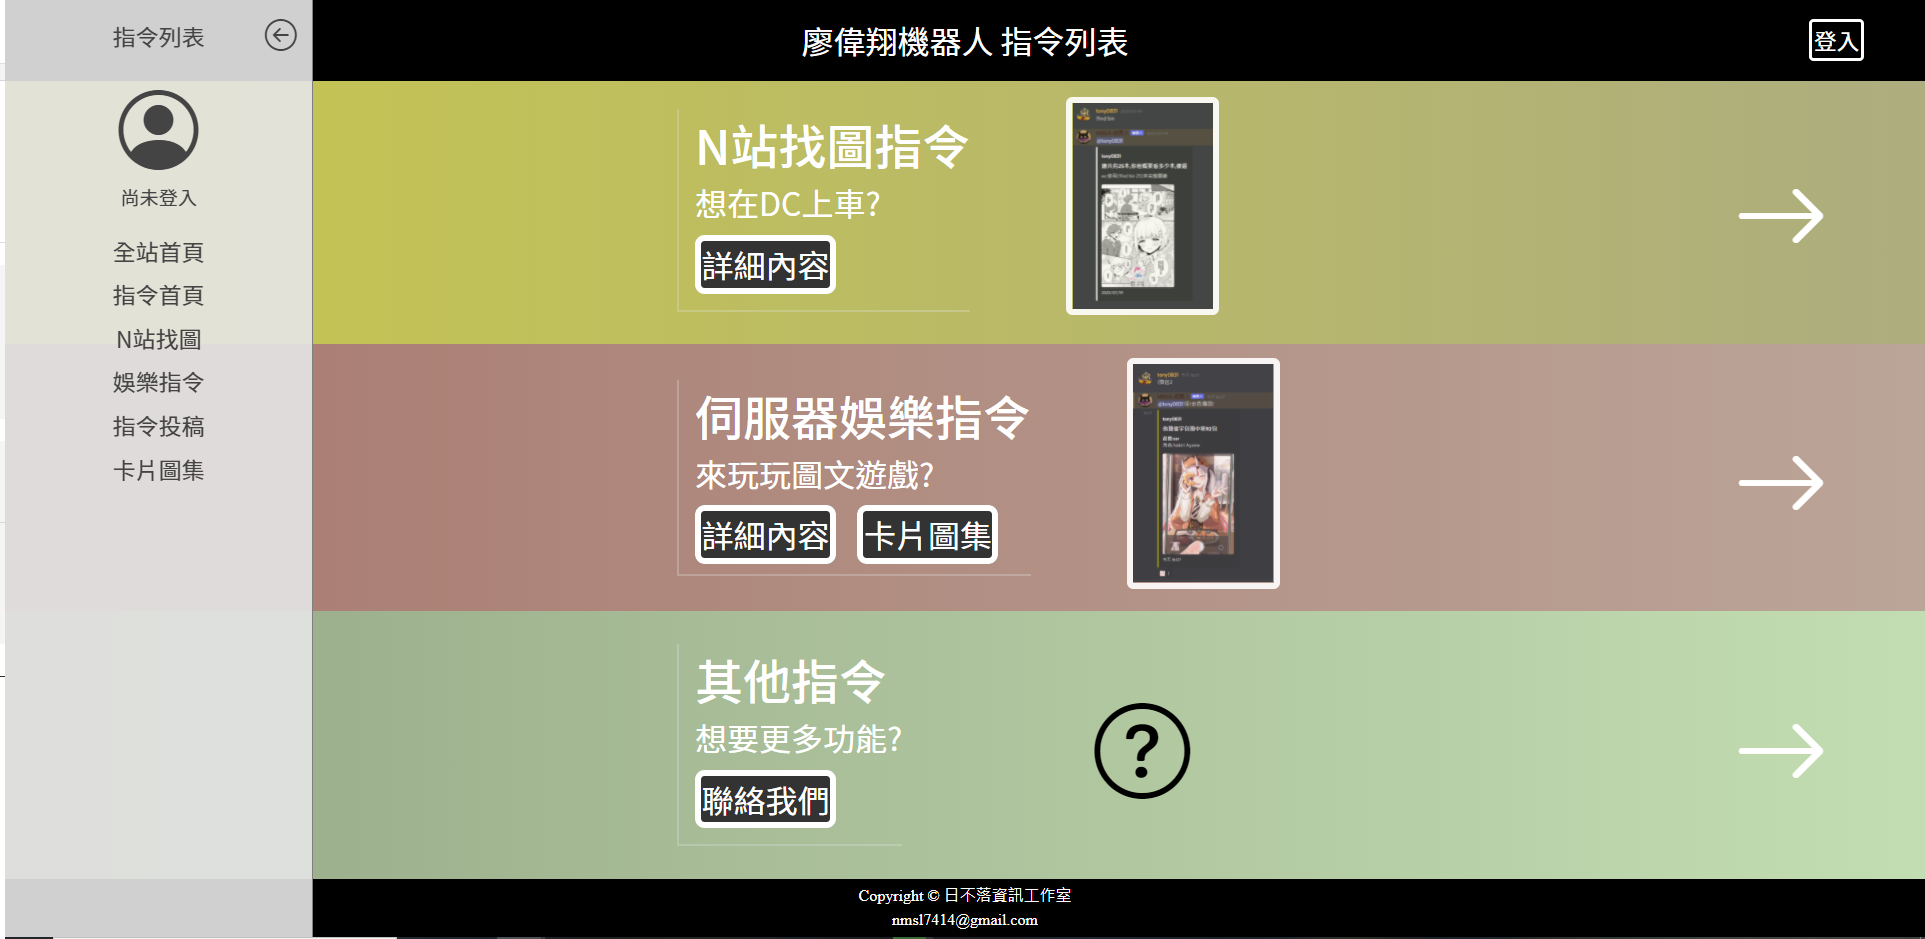 指令列表
廖偉翔機器人 指令列表
登入
尚未登入
全站首頁
指令首頁
N站找圖
娛樂指令
指令投稿
卡片圖集
N站找圖指令
想在DC上車?
詳細內容
伺服器娛樂指令
來玩玩圖文遊戲?
詳細內容
卡片圖集
其他指令
想要更多功能?
聯絡我們
Copyright © 日不落資訊工作室
nmsl7414@gmail.com